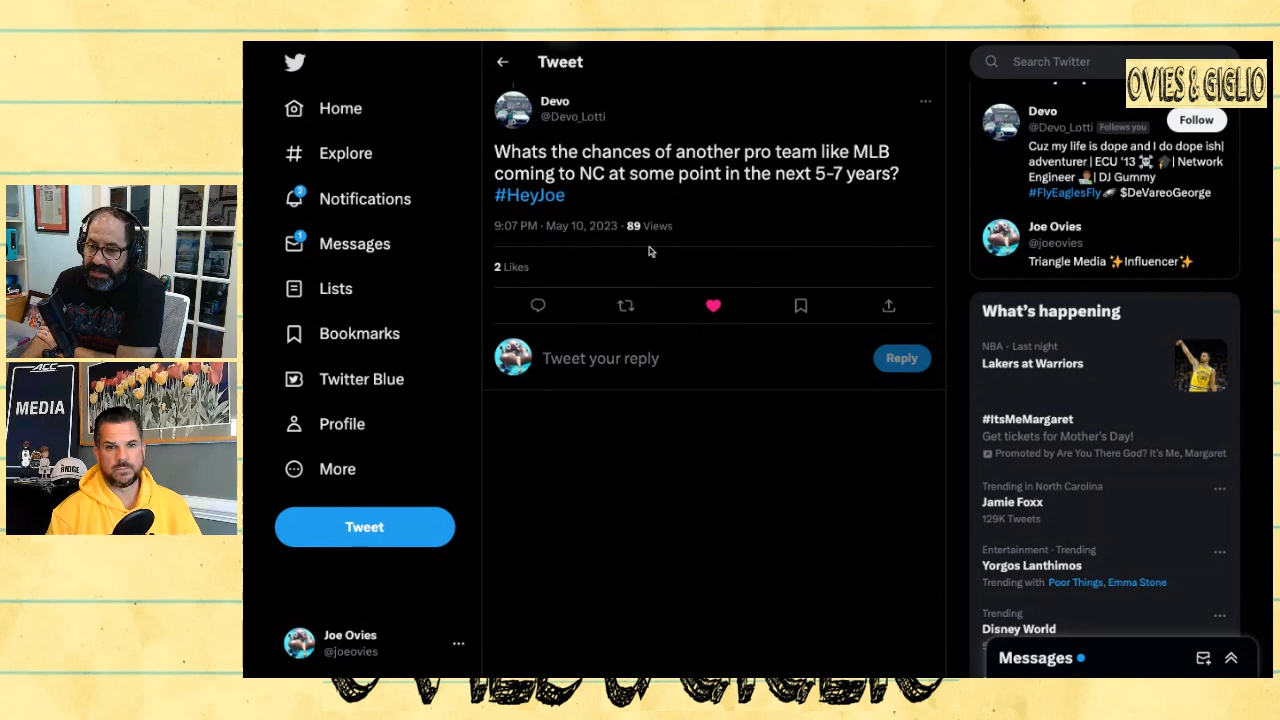 OVIES & GIGLIO
ACC
MEDIA
RIDGE
Home
Explore
2
Notifications
1
Messages
Lists
Bookmarks
Twitter Blue
Profile
More
Tweet
Joe Ovies
@joeovies
Tweet
Devo
@Devo_Lotti
Whats the chances of another pro team like MLB
coming to NC at some point in the next 5-7 years?
#HeyJoe
9:07 PM · May 10, 2023 · 89 Views
2 Likes
Tweet your reply
Reply
Search Twitter
Devo
@Devo_Lotti Follows you
Follow
Cuz my life is dope and I do dope ish|
adventurer | ECU '13 | Network
Engineer | DJ Gummy
#FlyEaglesFly $DeVareoGeorge
Joe Ovies
@joeovies
Triangle Media ✨Influencer✨
What's happening
NBA · Last night
Lakers at Warriors
#ItsMeMargaret
Get tickets for Mother's Day!
Promoted by Are You There God? It's Me, Margaret
Trending in North Carolina
Jamie Foxx
129K Tweets
Entertainment · Trending
Yorgos Lanthimos
Trending with Poor Things, Emma Stone
Trending
Disney World
Messages
OVIES & GIGLIO